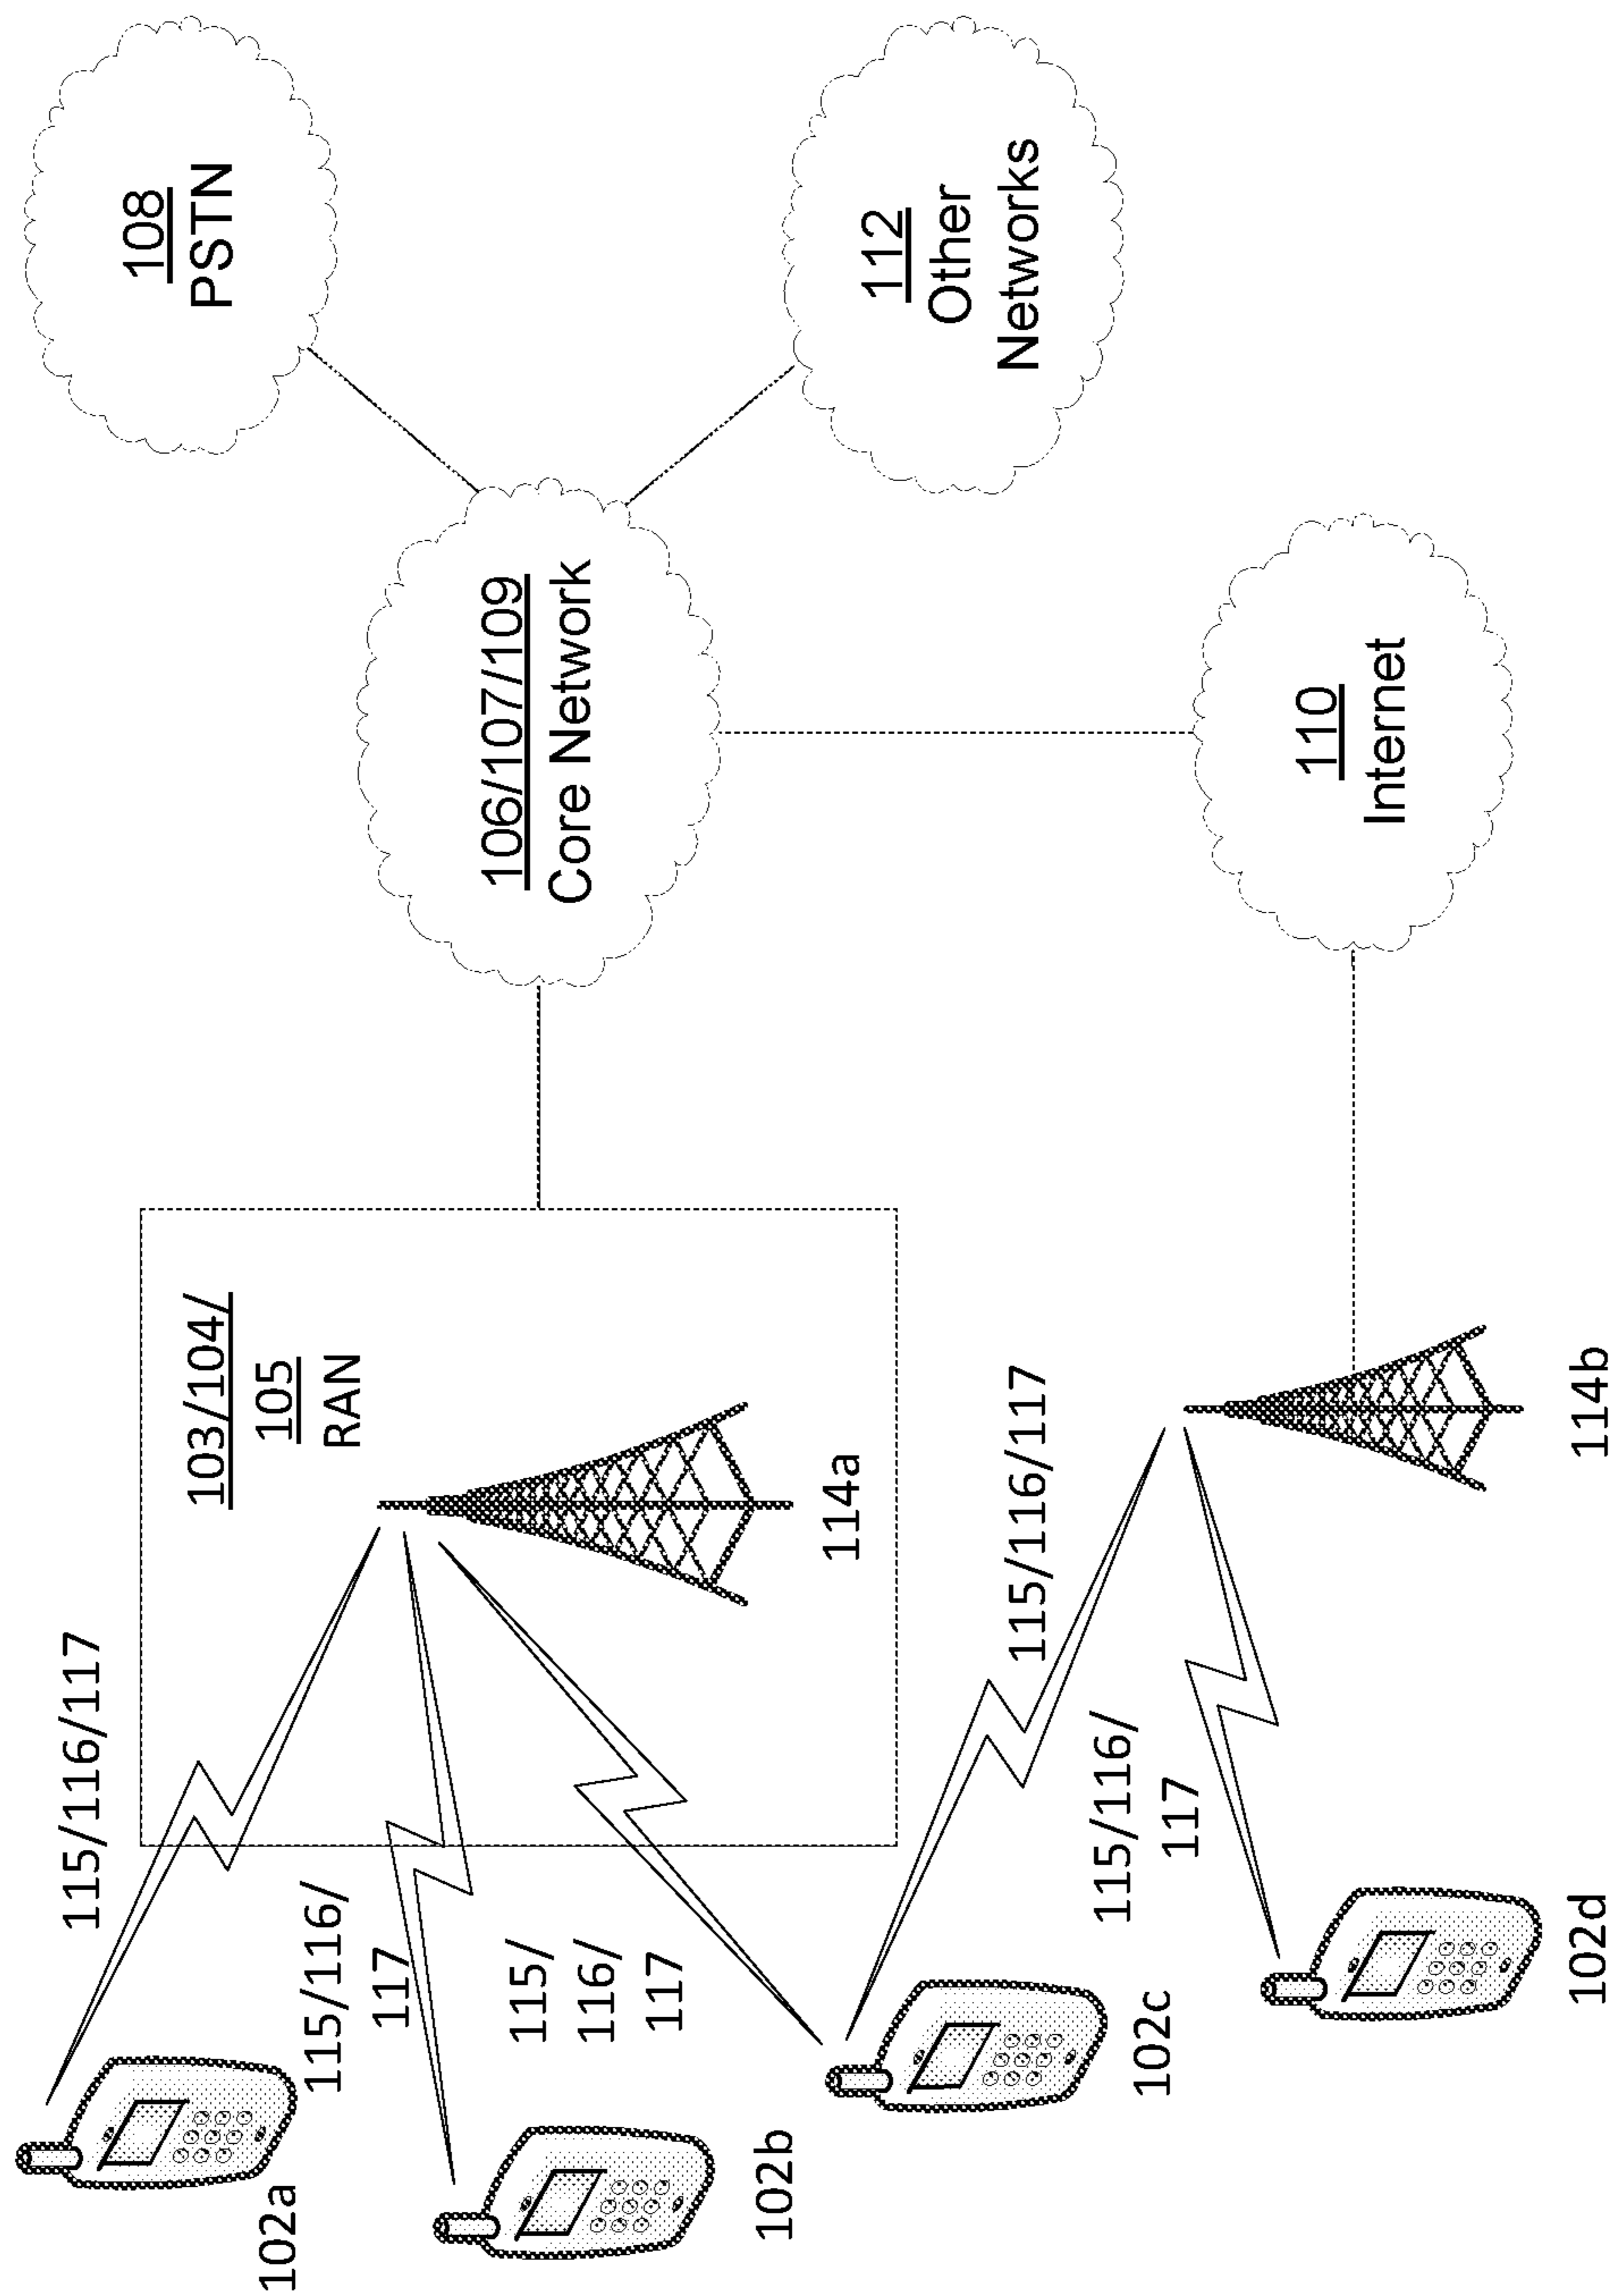 115/116/117
102a
103/104/
105
RAN
115/116/
117
102b
115/
116/
117
114a
106/107/109
Core Network
108
PSTN
112
Other
Networks
102c
115/116/117
115/116/
117
102d
114b
110
Internet